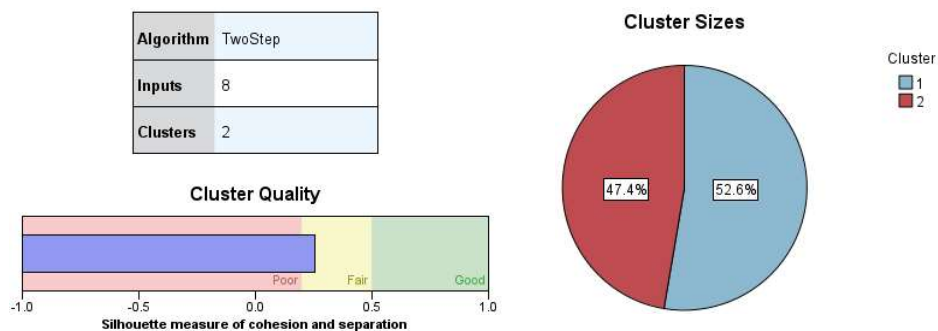 Algorithm TwoStep
Inputs 8
Clusters 2
Cluster Quality
Poor Fair Good
-1.0 -0.5 0.0 0.5 1.0
Silhouette measure of cohesion and separation
Cluster Sizes
47.4% 52.6%
Cluster
1
2